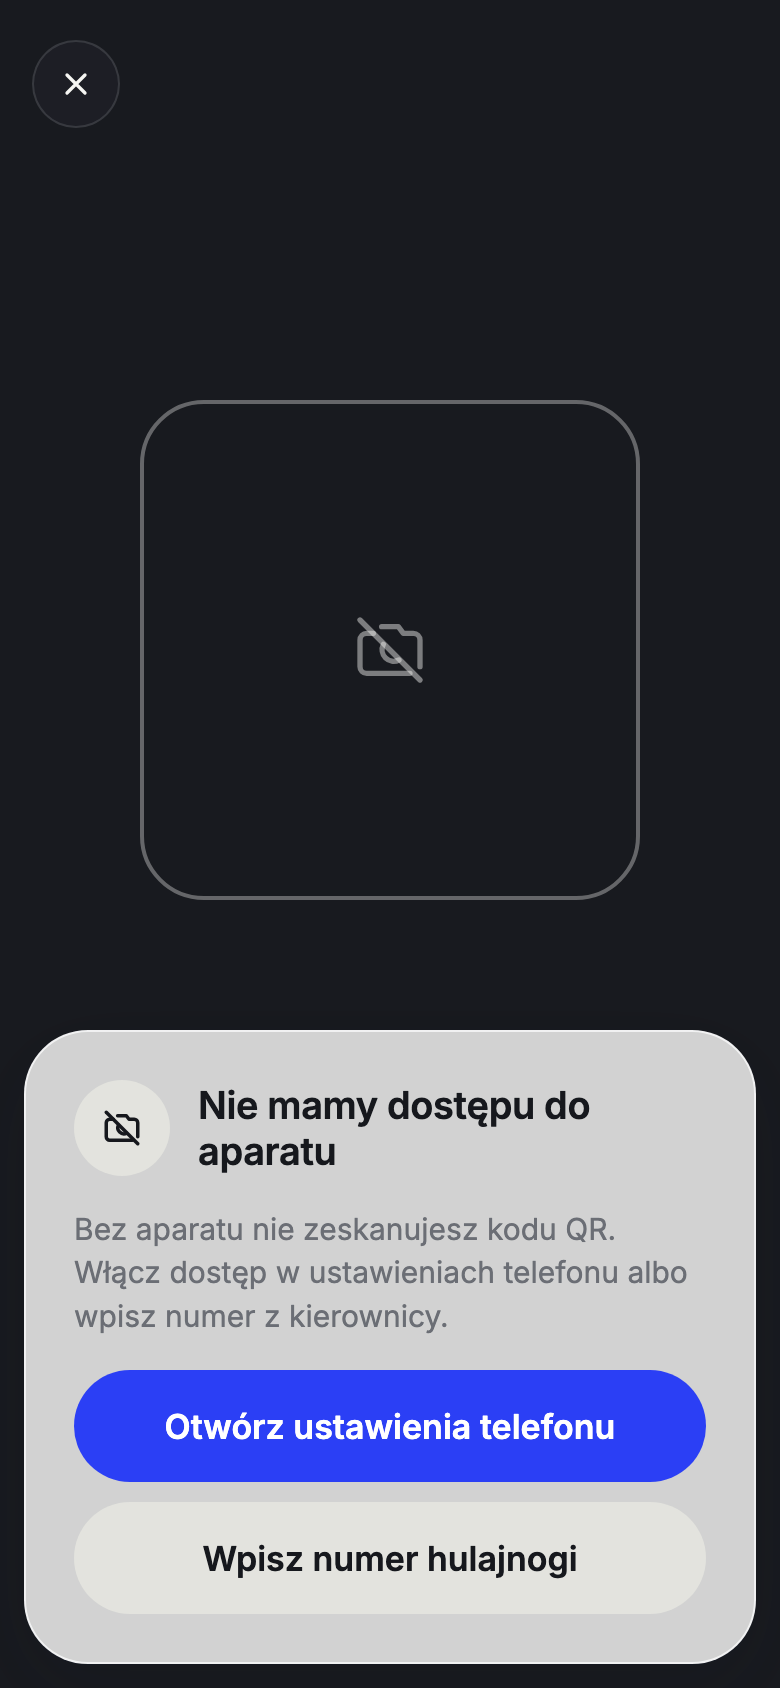 Nie mamy dostępu do
aparatu
Bez aparatu nie zeskanujesz kodu QR.
Włącz dostęp w ustawieniach telefonu albo
wpisz numer z kierownicy.
Otwórz ustawienia telefonu
Wpisz numer hulajnogi